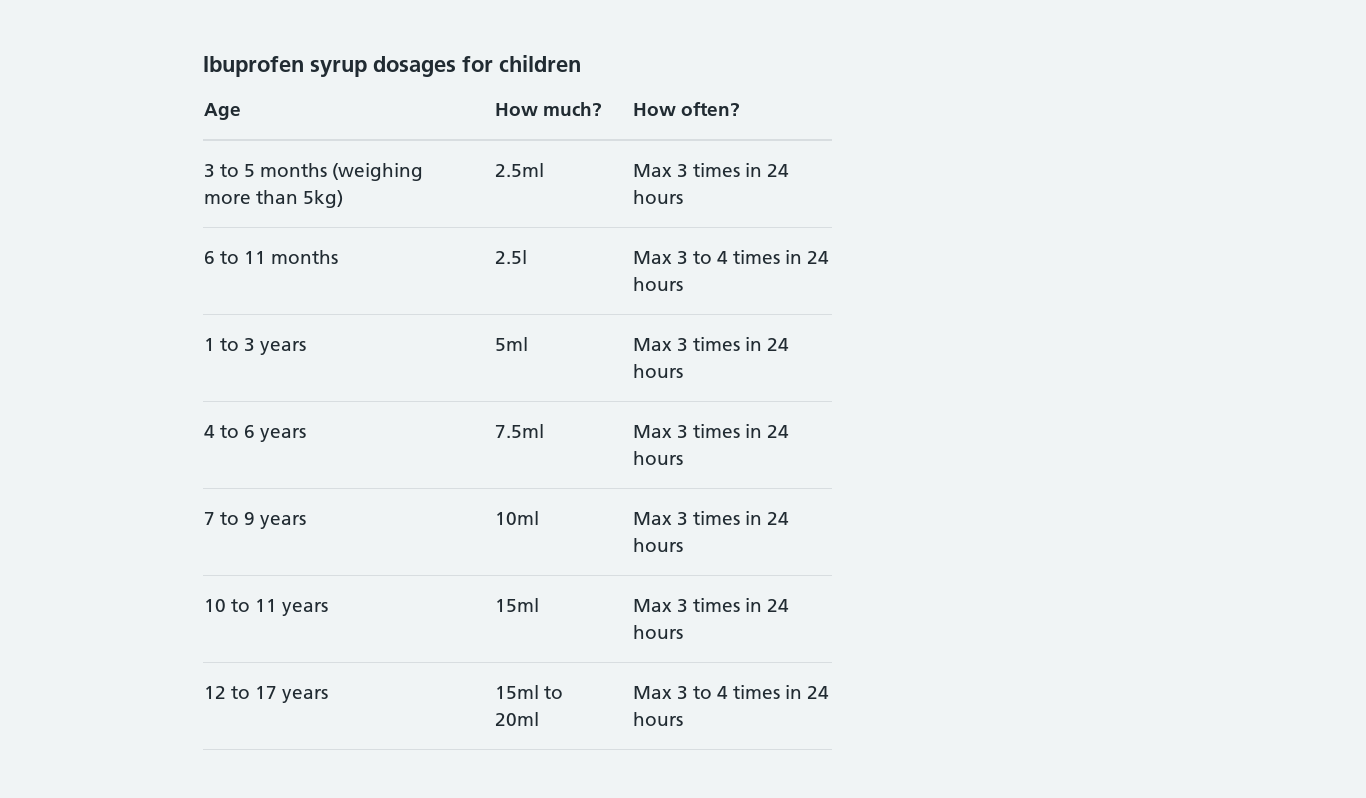 Ibuprofen syrup dosages for children
Age How much? How often?
3 to 5 months (weighing 2.5ml Max 3 times in 24
more than 5kg) hours
6 to 11 months 2.5l Max 3 to 4 times in 24
hours
1 to 3 years 5ml Max 3 times in 24
hours
4 to 6 years 7.5ml Max 3 times in 24
hours
7 to 9 years 10ml Max 3 times in 24
hours
10 to 11 years 15ml Max 3 times in 24
hours
12 to 17 years 15ml to Max 3 to 4 times in 24
20ml hours